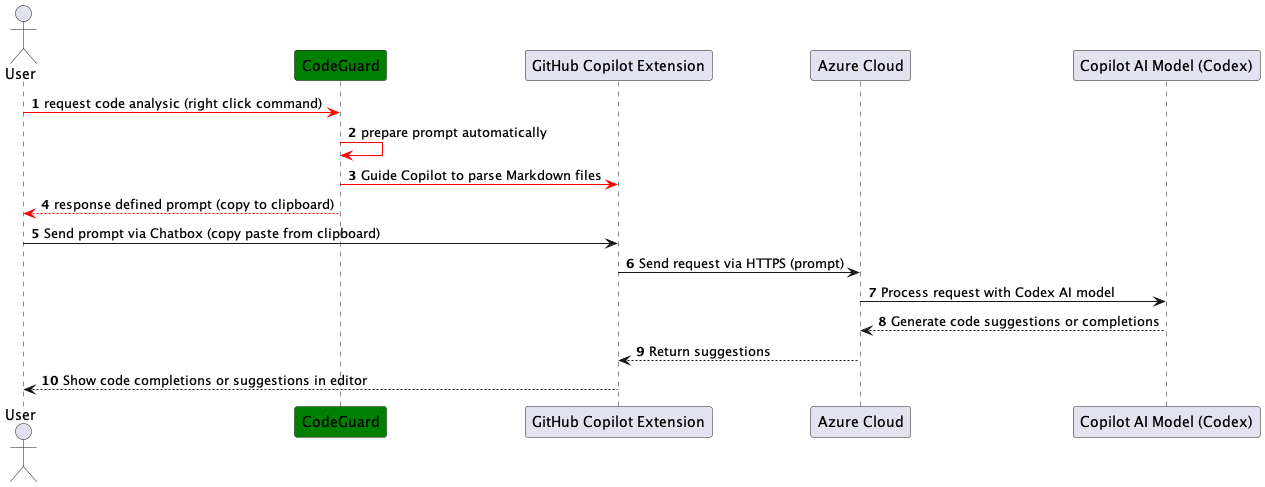 User
CodeGuard
GitHub Copilot Extension
Azure Cloud
Copilot AI Model (Codex)
1 request code analysic (right click command)
2 prepare prompt automatically
3 Guide Copilot to parse Markdown files
4 response defined prompt (copy to clipboard)
5 Send prompt via Chatbox (copy paste from clipboard)
6 Send request via HTTPS (prompt)
7 Process request with Codex AI model
8 Generate code suggestions or completions
9 Return suggestions
10 Show code completions or suggestions in editor
User
CodeGuard
GitHub Copilot Extension
Azure Cloud
Copilot AI Model (Codex)